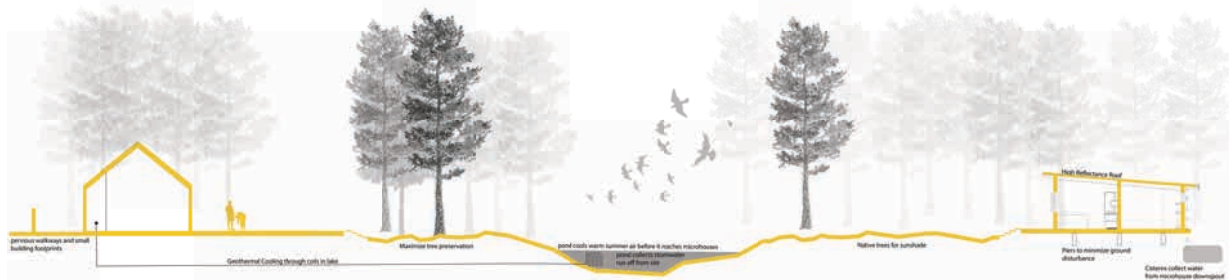 High Reflectance Roof
pervious walkways and small
building footprints
Maximize tree preservation
pond cools warm summer air before it reaches microhouses
pond collects stormwater
run off from site
Native trees for sunshade
Piers to minimize ground
disturbance
Geothermal Cooling through coils in lake
Cisterns collect water
from microhouse downspout